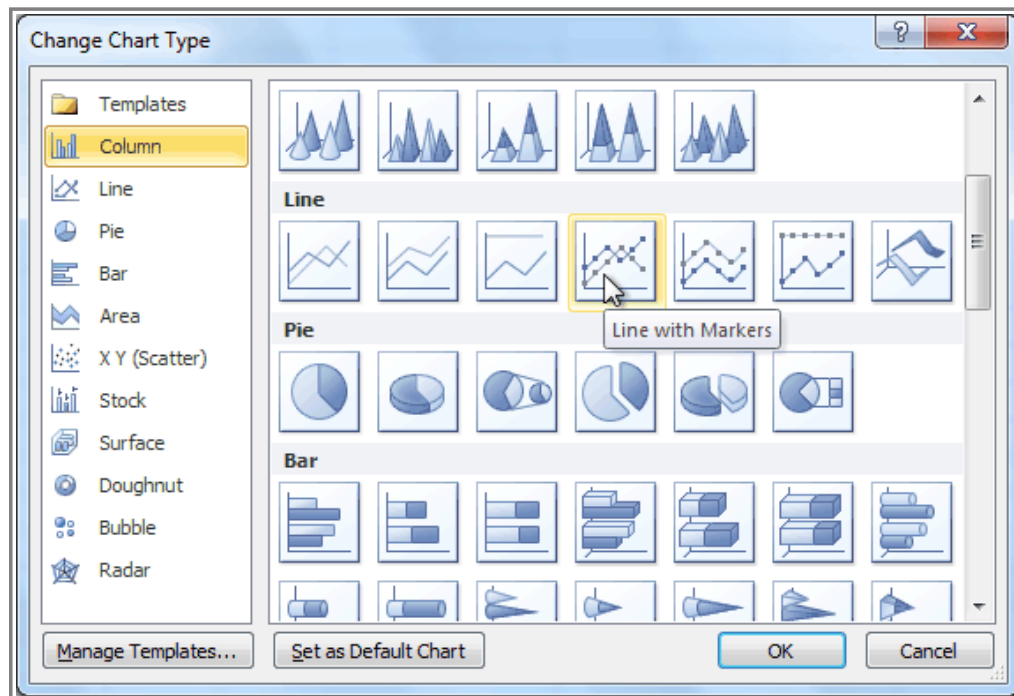 Change Chart Type
Templates
Column
Line
Pie
Bar
Area
X Y (Scatter)
Stock
Surface
Doughnut
Bubble
Radar
Line
Line with Markers
Pie
Bar
Manage Templates...
Set as Default Chart
OK
Cancel